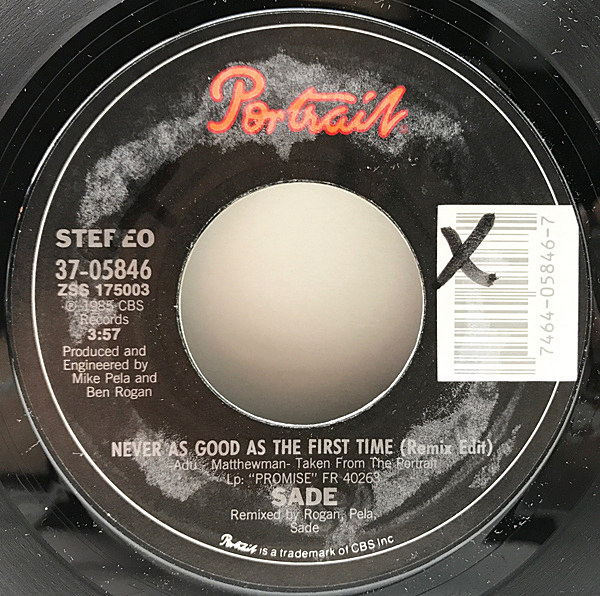 Portrait
STEREO
37-05846
ZSS 175003
℗ 1985 CBS
Records
3:57
Produced and
Engineered by
Mike Pela and
Ben Rogan
X
7464-05846-7
NEVER AS GOOD AS THE FIRST TIME (Remix Edit)
Adu - Matthewman- Taken From The Portrait
Lp: "PROMISE" FR 40263
SADE
Remixed by Rogan, Pela,
Sade
Portrait is a trademark of CBS Inc